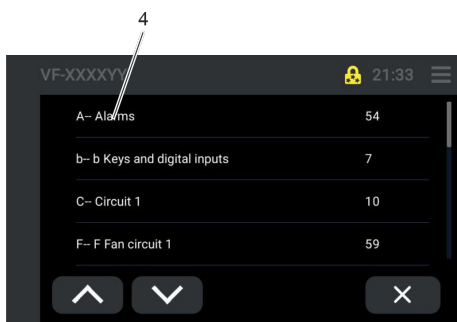 4
VF-XXXXYY 21:33
A-- Alarms 54
b-- b Keys and digital inputs 7
C-- Circuit 1 10
F-- F Fan circuit 1 59